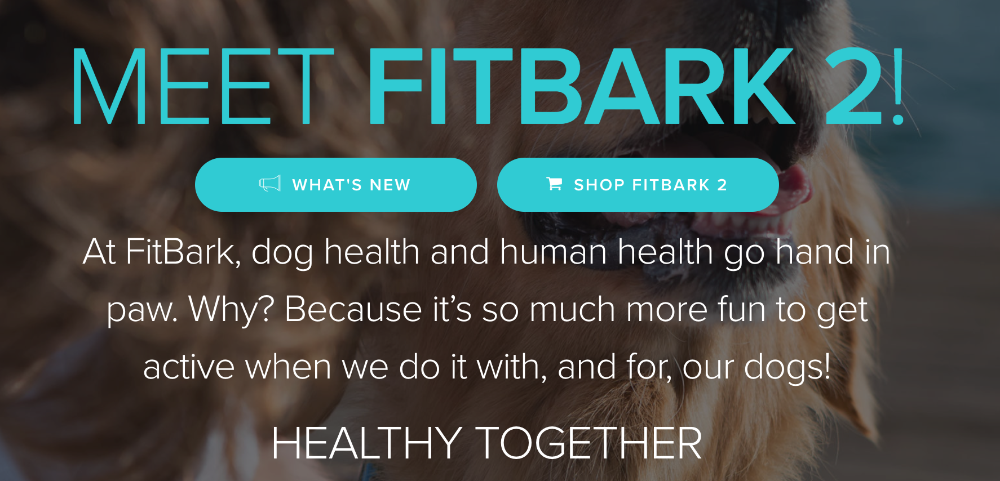 MEET FITBARK 2!
WHAT'S NEW
SHOP FITBARK 2
At FitBark, dog health and human health go hand in
paw. Why? Because it’s so much more fun to get
active when we do it with, and for, our dogs!
HEALTHY TOGETHER